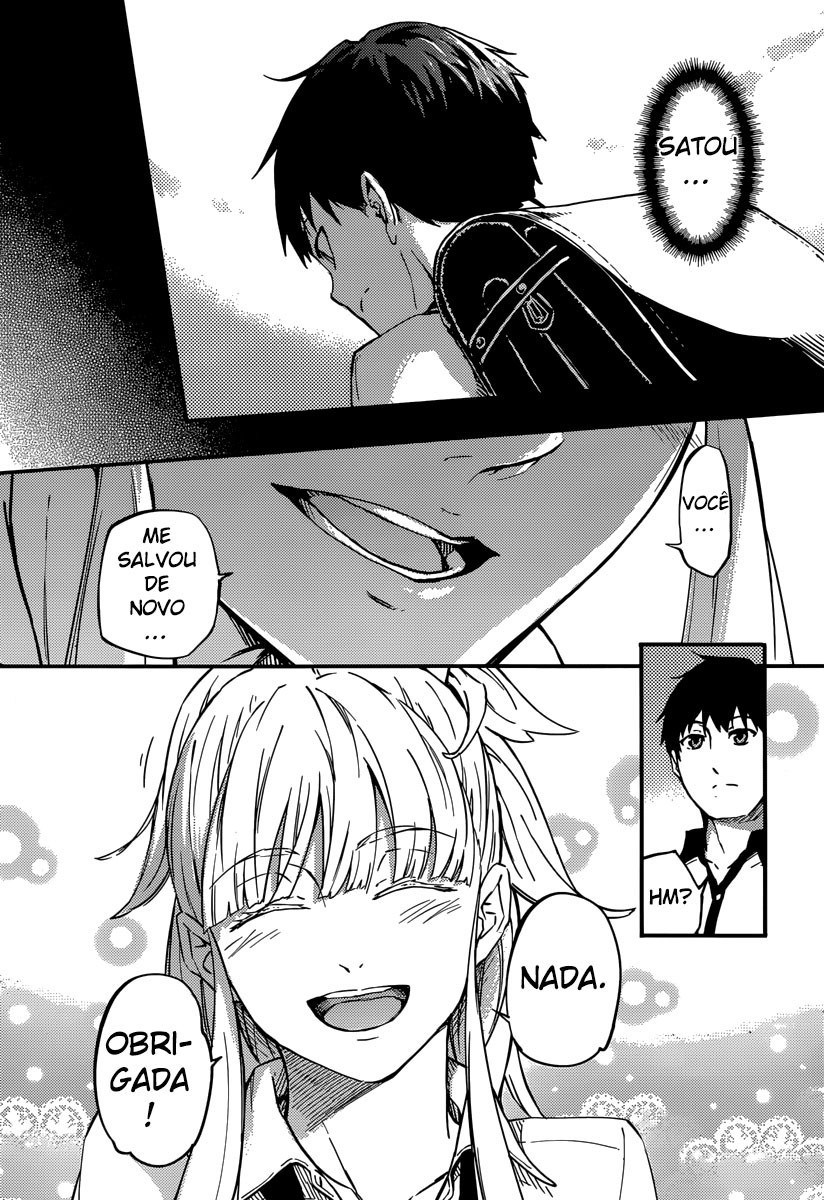 SATOU
...
VOCÊ
...
ME
SALVOU
DE
NOVO
...
HM?
NADA.
OBRI-
GADA
!